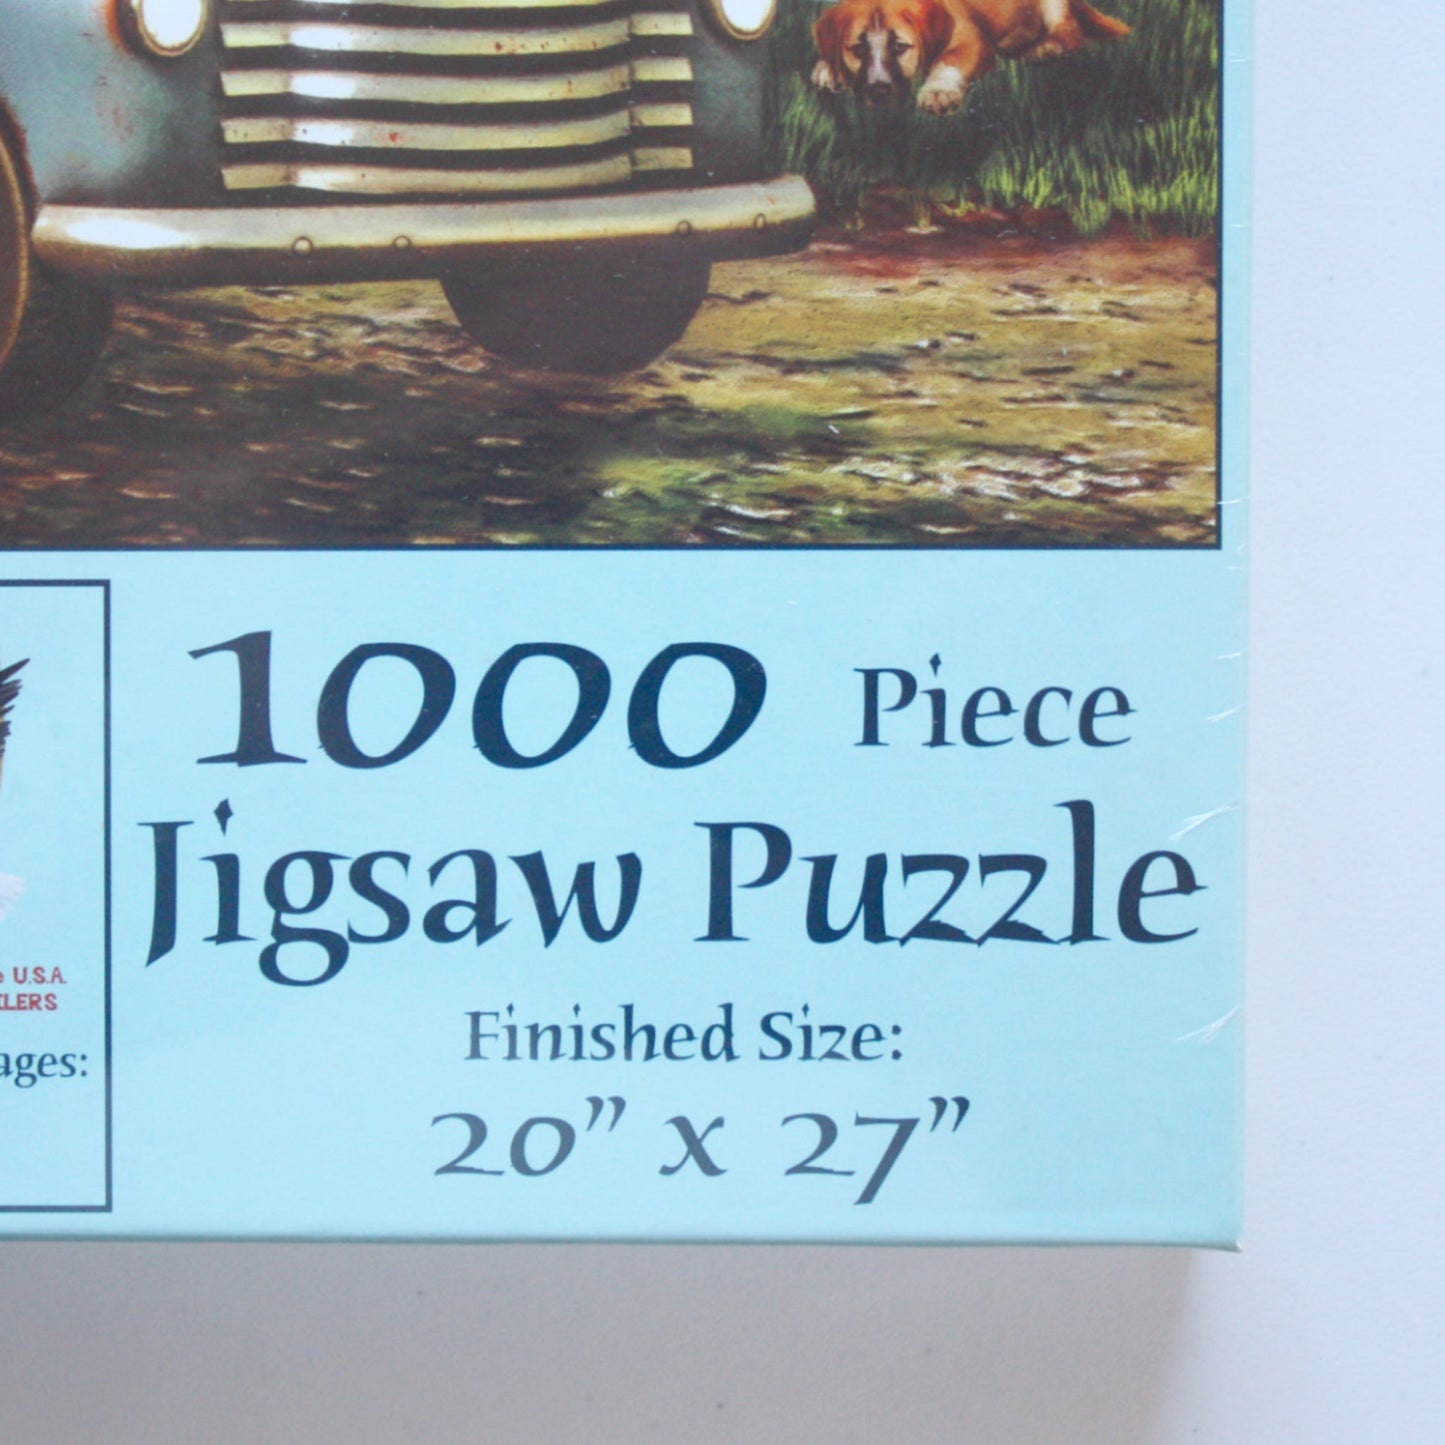 1000 Piece
Jigsaw Puzzle
Finished Size:
20” x 27”
U.S.A.